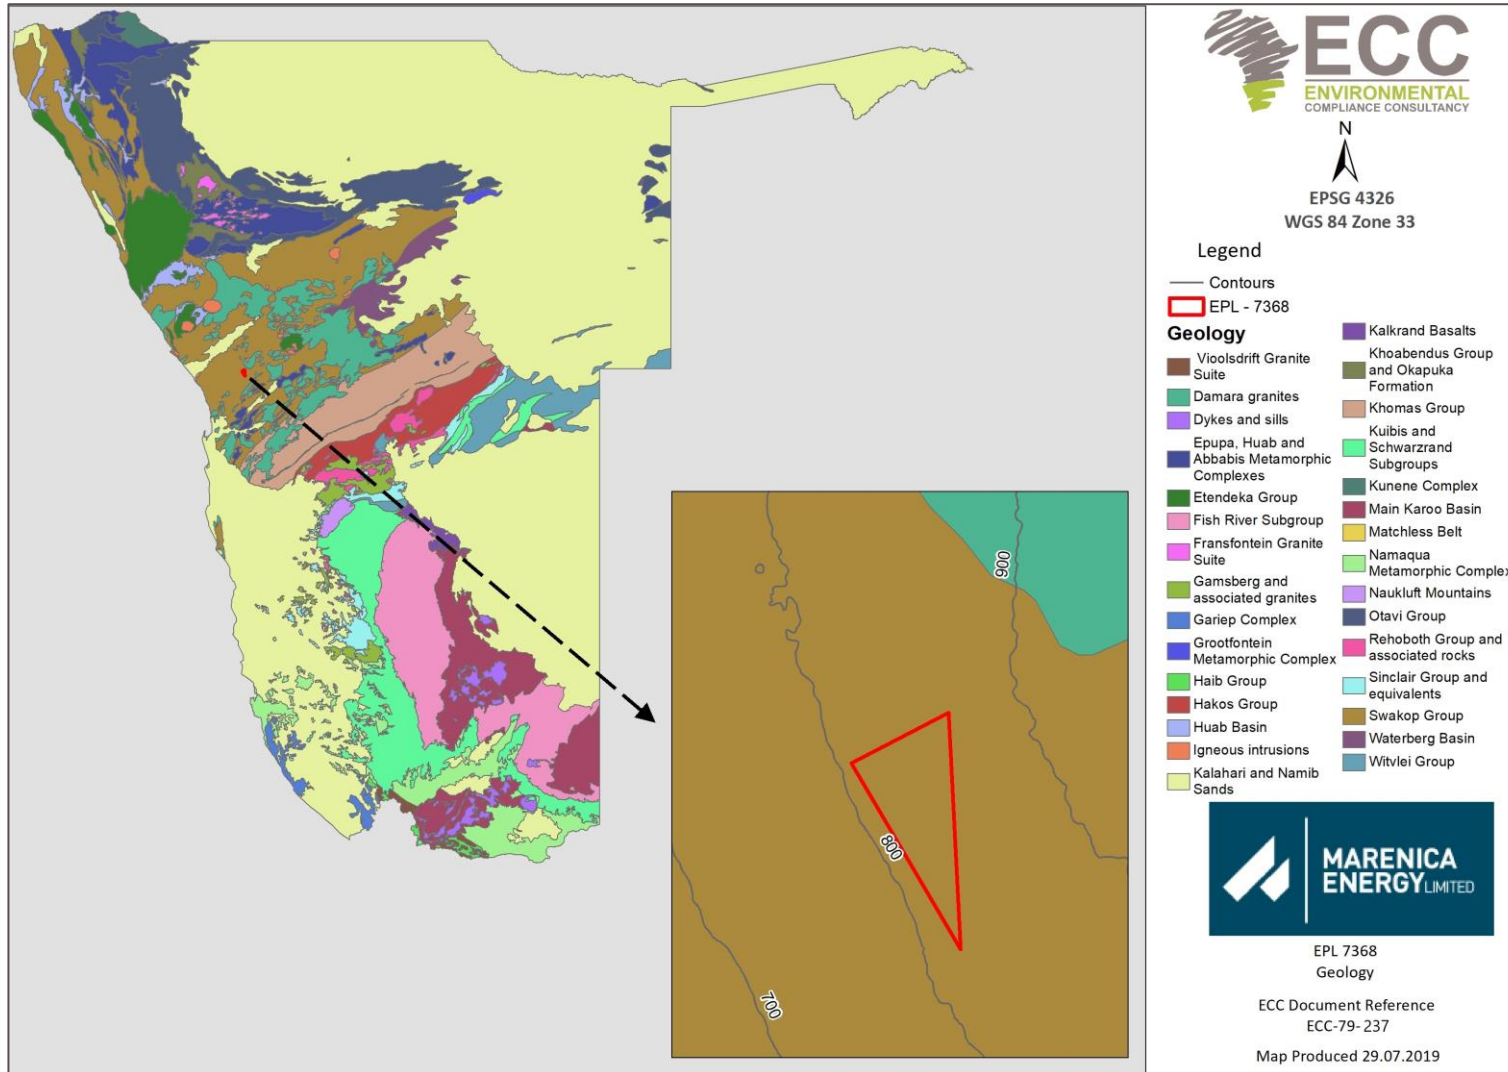 ECC
ENVIRONMENTAL
COMPLIANCE CONSULTANCY
N
EPSG 4326
WGS 84 Zone 33
Legend
Contours
EPL - 7368
Geology
Vioolsdrift Granite
Suite
Damara granites
Dykes and sills
Epupa, Huab and
Abbabis Metamorphic
Complexes
Etendeka Group
Fish River Subgroup
Fransfontein Granite
Suite
Gamsberg and
associated granites
Gariep Complex
Grootfontein
Metamorphic Complex
Haib Group
Hakos Group
Huab Basin
Igneous intrusions
Kalahari and Namib
Sands
Kalkrand Basalts
Khoabendus Group
and Okapuka
Formation
Khomas Group
Kuibis and
Schwarzrand
Subgroups
Kunene Complex
Main Karoo Basin
Matchless Belt
Namaqua
Metamorphic Complex
Naukluft Mountains
Otavi Group
Rehoboth Group and
associated rocks
Sinclair Group and
equivalents
Swakop Group
Waterberg Basin
Witvlei Group
900
800
700
MARENICA
ENERGY LIMITED
EPL 7368
Geology
ECC Document Reference
ECC-79- 237
Map Produced 29.07.2019